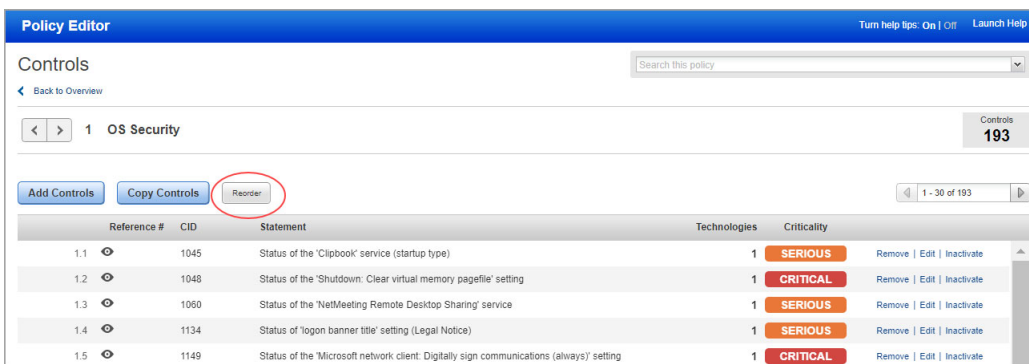 Policy Editor Turn help tips: On | Off Launch Help
Controls Search this policy
Back to Overview
1 OS Security Controls
193
Add Controls Copy Controls Reorder 1 - 30 of 193
Reference # CID Statement Technologies Criticality
1.1 1045 Status of the 'Clipbook' service (startup type) 1 SERIOUS Remove | Edit | Inactivate
1.2 1048 Status of the 'Shutdown: Clear virtual memory pagefile' setting 1 CRITICAL Remove | Edit | Inactivate
1.3 1060 Status of the 'NetMeeting Remote Desktop Sharing' service 1 SERIOUS Remove | Edit | Inactivate
1.4 1134 Status of 'logon banner title' setting (Legal Notice) 1 SERIOUS Remove | Edit | Inactivate
1.5 1149 Status of the 'Microsoft network client: Digitally sign communications (always)' setting 1 CRITICAL Remove | Edit | Inactivate